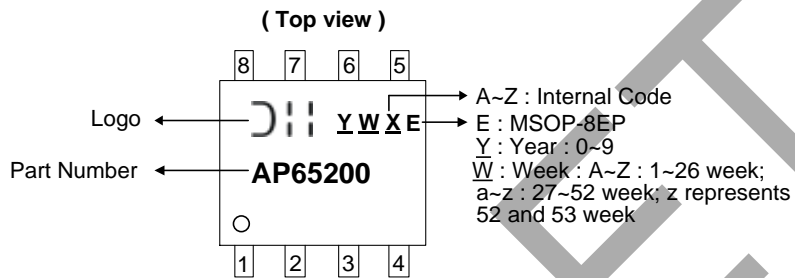 ( Top view )
8 7 6 5
Logo
Y W X E
A~Z : Internal Code
E : MSOP-8EP
Y : Year : 0~9
W : Week : A~Z : 1~26 week;
a~z : 27~52 week; z represents
52 and 53 week
Part Number
AP65200
1 2 3 4